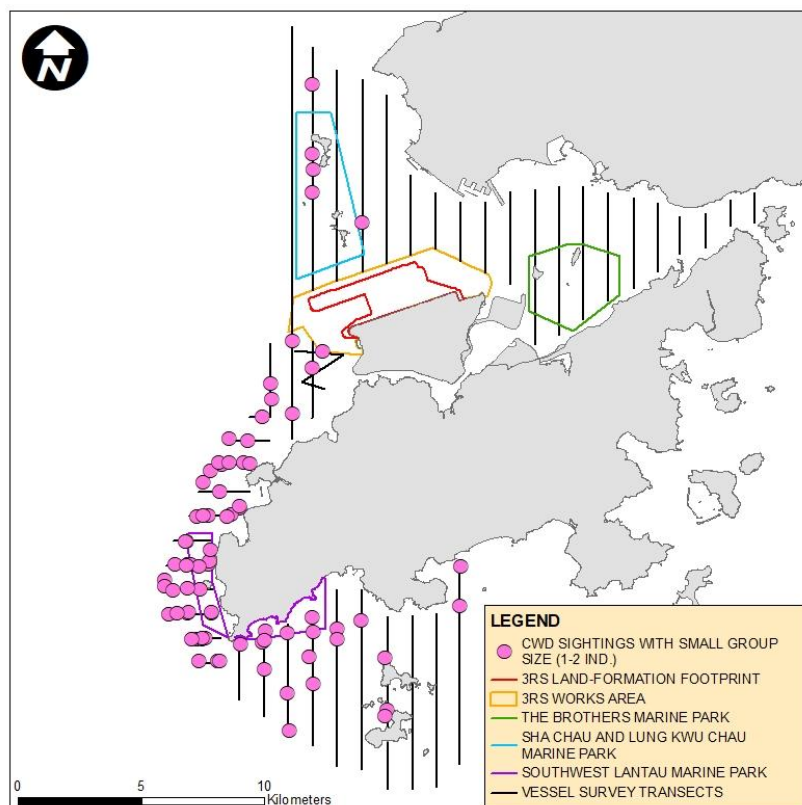 N
LEGEND
CWD SIGHTINGS WITH SMALL GROUP
SIZE (1-2 IND.)
3RS LAND-FORMATION FOOTPRINT
3RS WORKS AREA
THE BROTHERS MARINE PARK
SHA CHAU AND LUNG KWU CHAU
MARINE PARK
SOUTHWEST LANTAU MARINE PARK
VESSEL SURVEY TRANSECTS
0 5 10
Kilometers